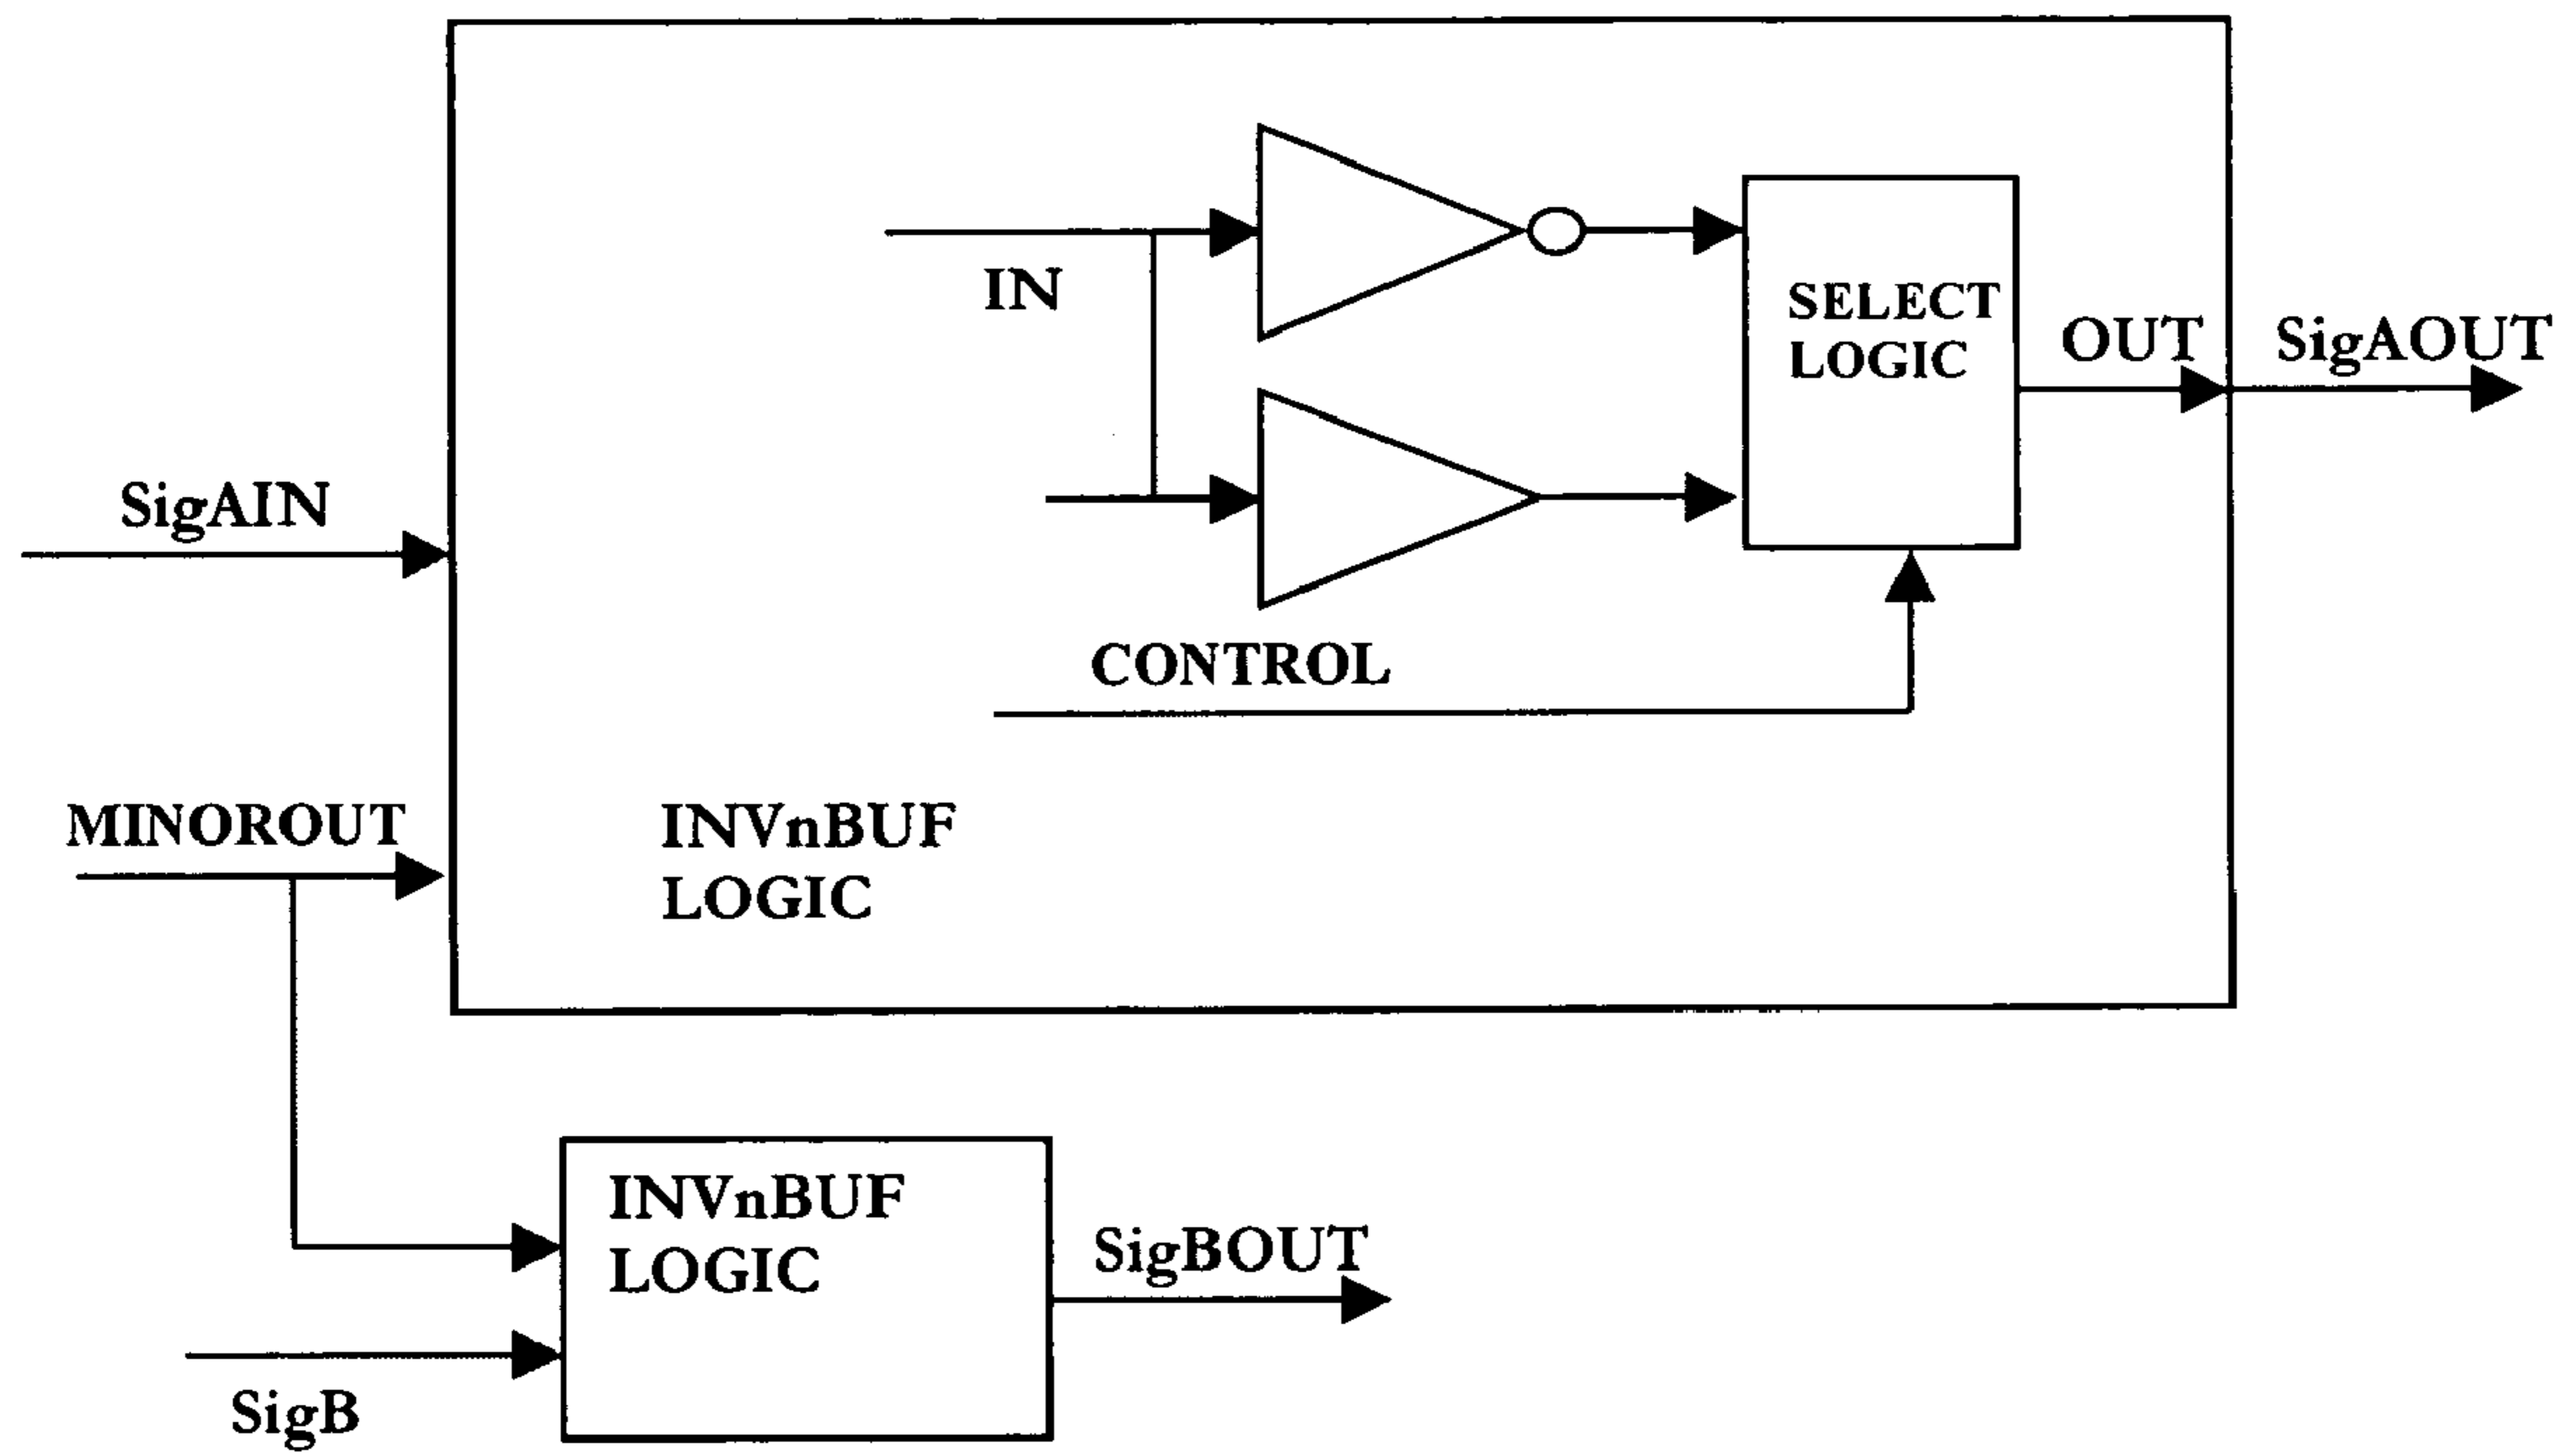 IN
SELECT
LOGIC
OUT
SigAOUT
SigAIN
CONTROL
MINOROUT
INVnBUF
LOGIC
INVnBUF
LOGIC
SigBOUT
SigB